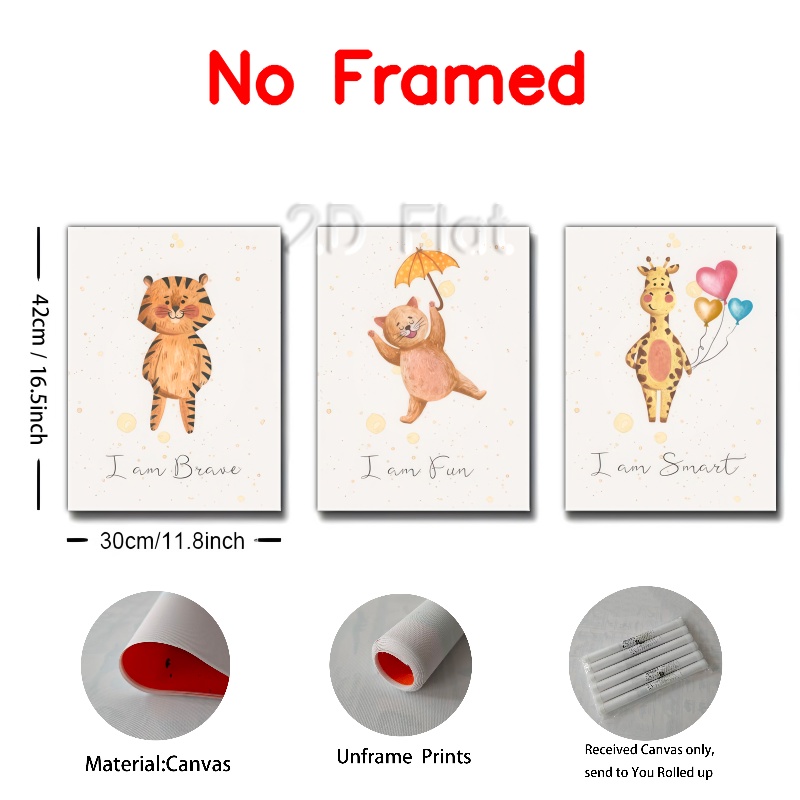 No Framed
2D Flat
42cm / 16.5inch
I am Brave
I am Fun
I am Smart
30cm/11.8inch
Material:Canvas
Unframe Prints
Received Canvas only,
send to You Rolled up